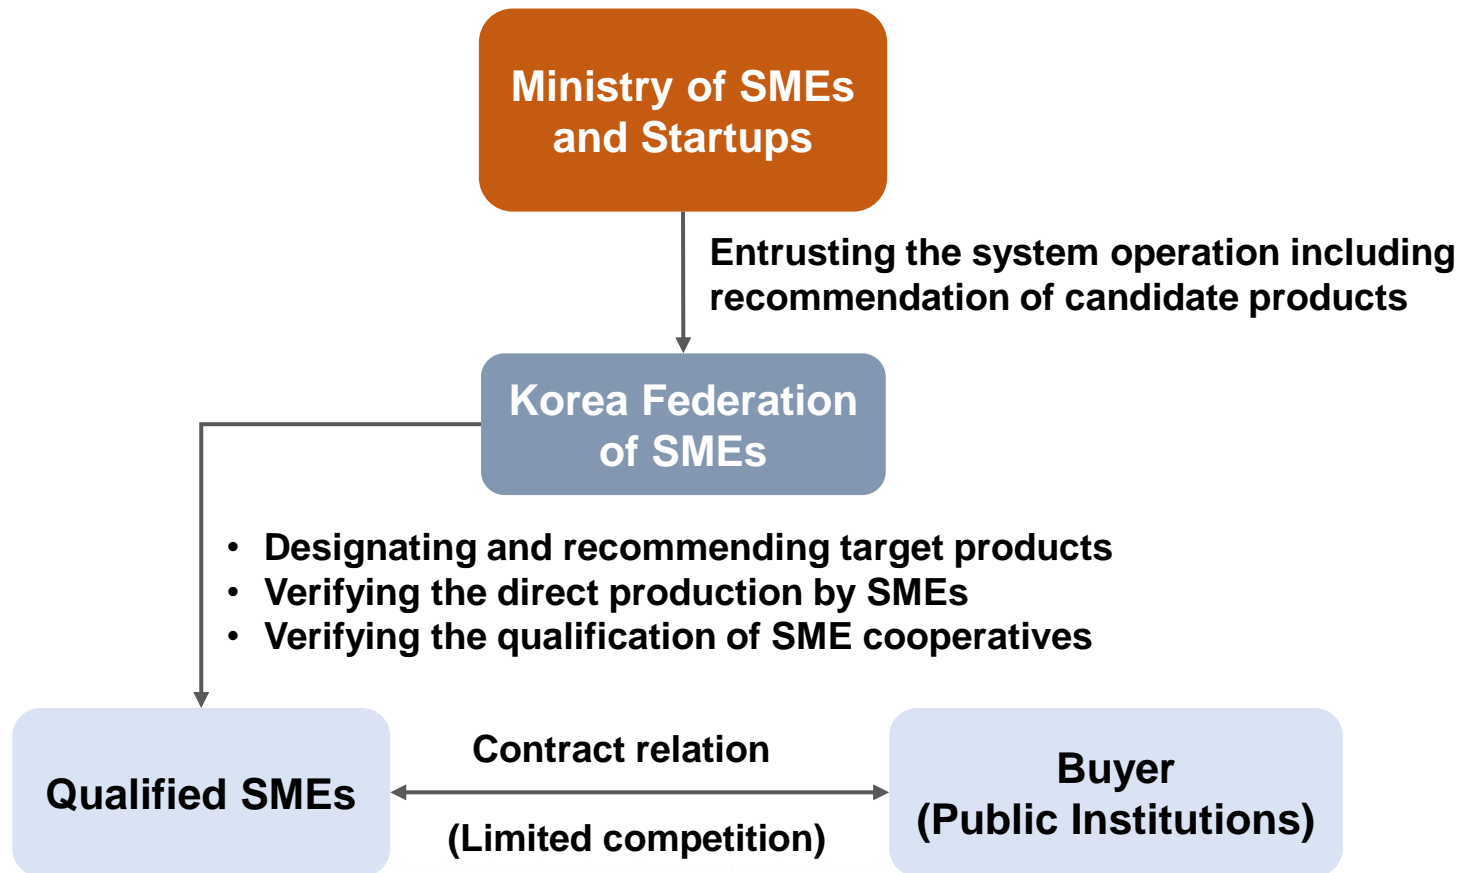 Ministry of SMEs
and Startups
Entrusting the system operation including
recommendation of candidate products
Korea Federation
of SMEs
• Designating and recommending target products
• Verifying the direct production by SMEs
• Verifying the qualification of SME cooperatives
Qualified SMEs
Contract relation
(Limited competition)
Buyer
(Public Institutions)